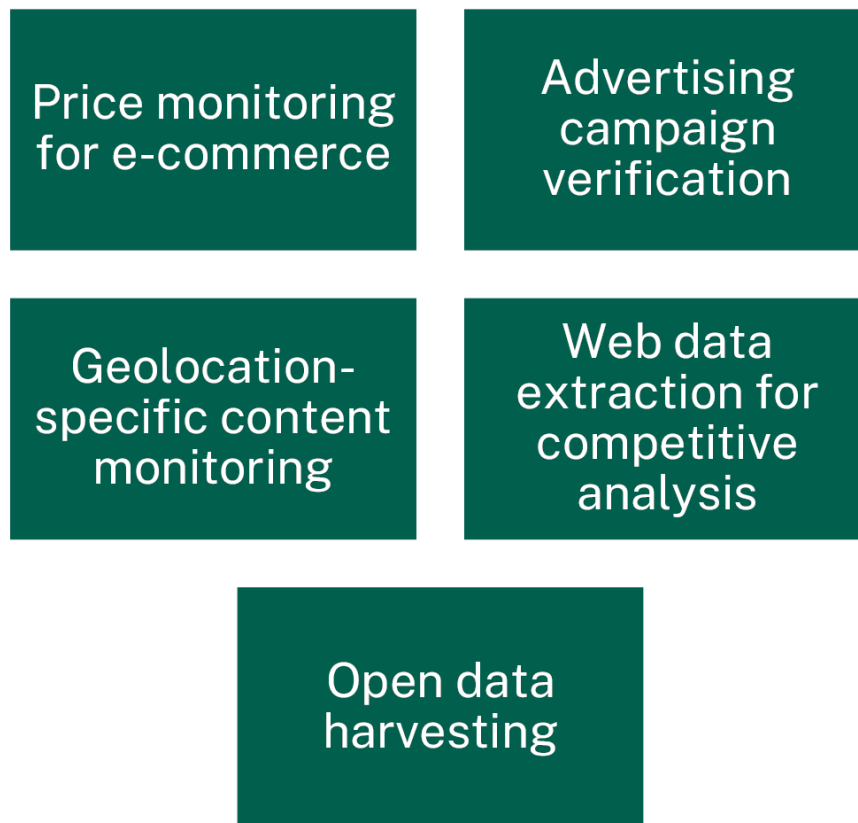 Price monitoring
for e-commerce
Advertising
campaign
verification
Geolocation-
specific content
monitoring
Web data
extraction for
competitive
analysis
Open data
harvesting